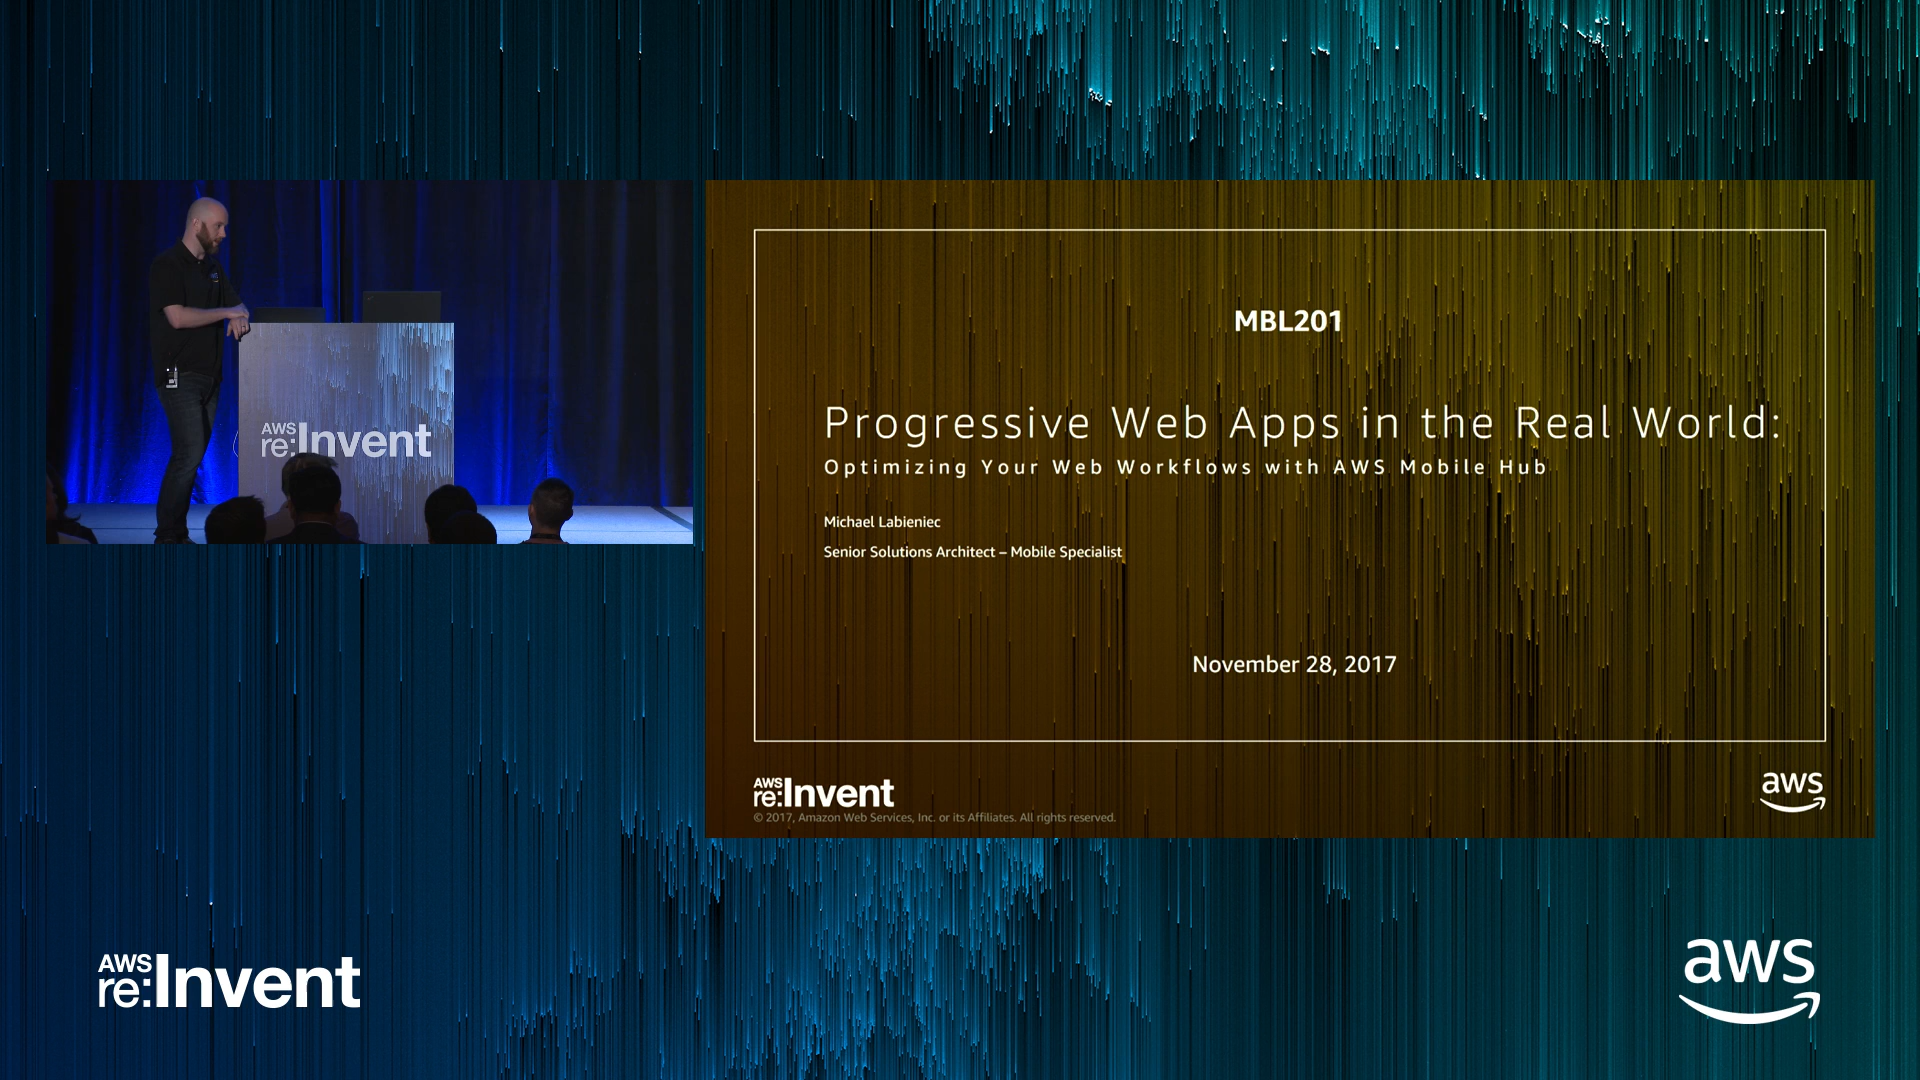 AWS
re:Invent
MBL201
Progressive Web Apps in the Real World:
Optimizing Your Web Workflows with AWS Mobile Hub
Michael Labieniec
Senior Solutions Architect – Mobile Specialist
November 28, 2017
AWS
re:Invent
© 2017, Amazon Web Services, Inc. or its Affiliates. All rights reserved.
aws
AWS
re:Invent
aws